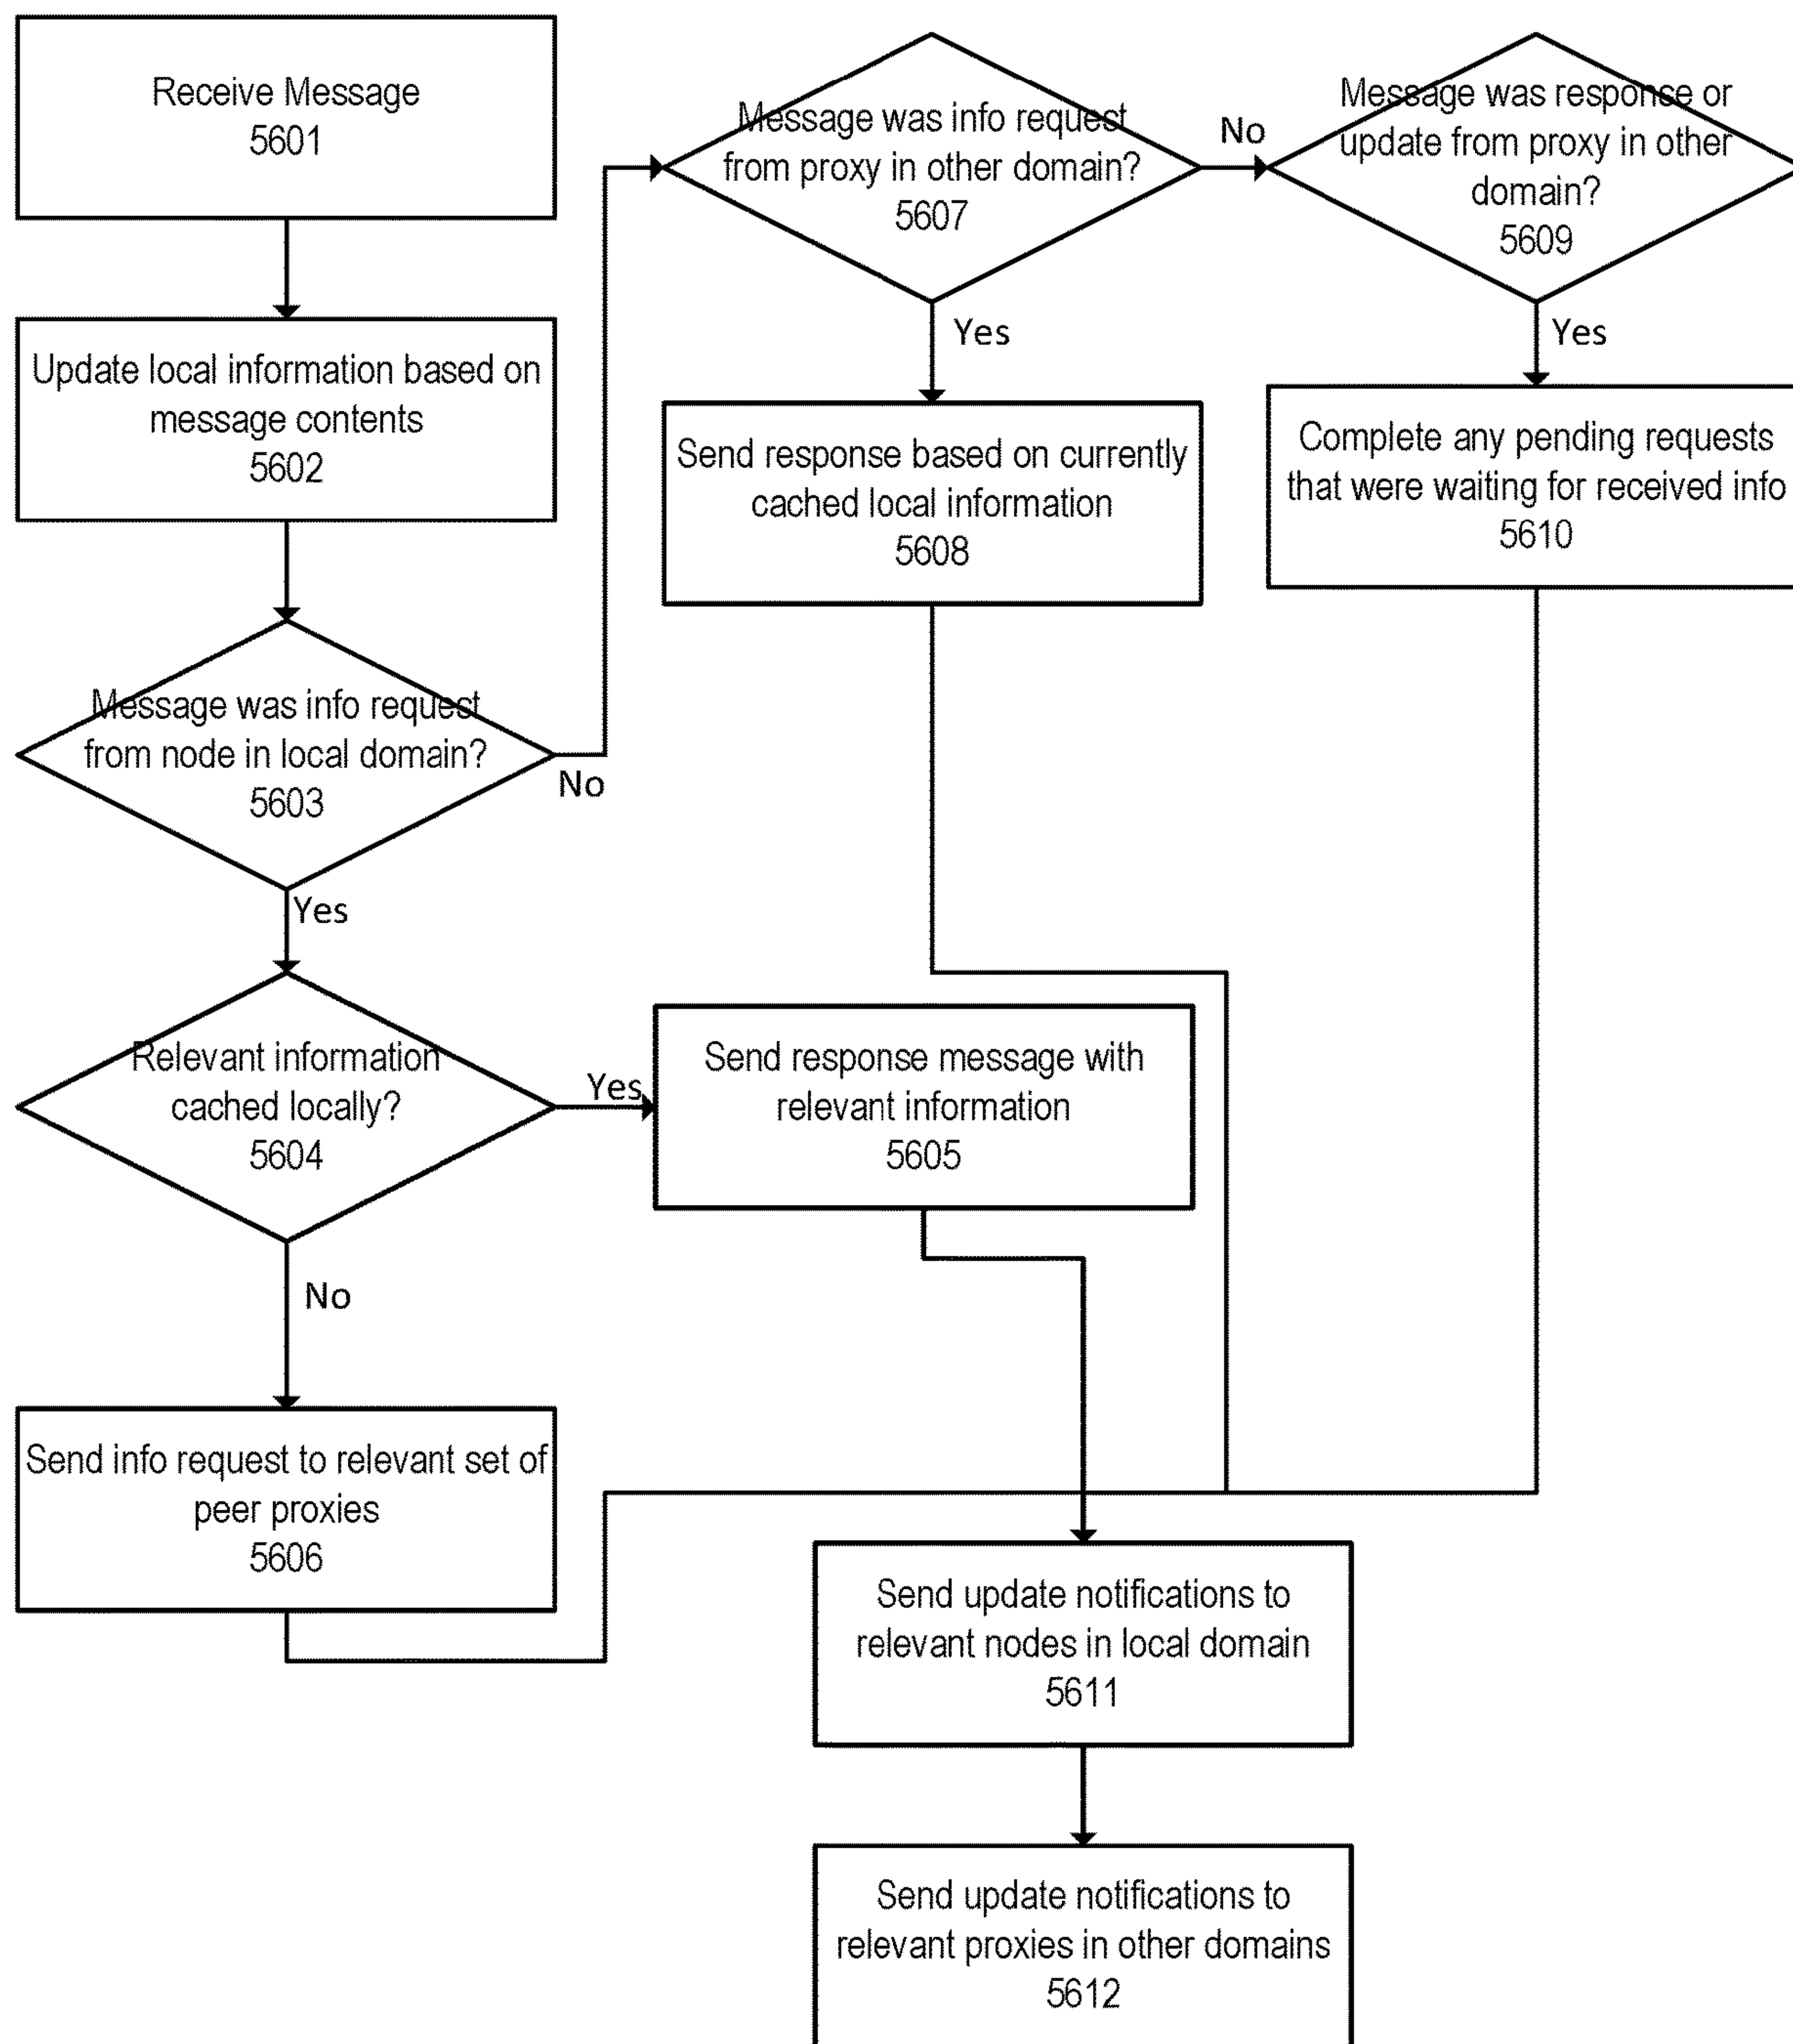 Receive Message
5601
Update local information based on
message contents
5602
Message was info request
from node in local domain?
5603
No
Yes
Relevant information
cached locally?
5604
Yes
No
Send response message with
relevant information
5605
Send info request to relevant set of
peer proxies
5606
Message was info request
from proxy in other domain?
5607
No
Yes
Send response based on currently
cached local information
5608
Message was response or
update from proxy in other
domain?
5609
Yes
Complete any pending requests
that were waiting for received info
5610
Send update notifications to
relevant nodes in local domain
5611
Send update notifications to
relevant proxies in other domains
5612